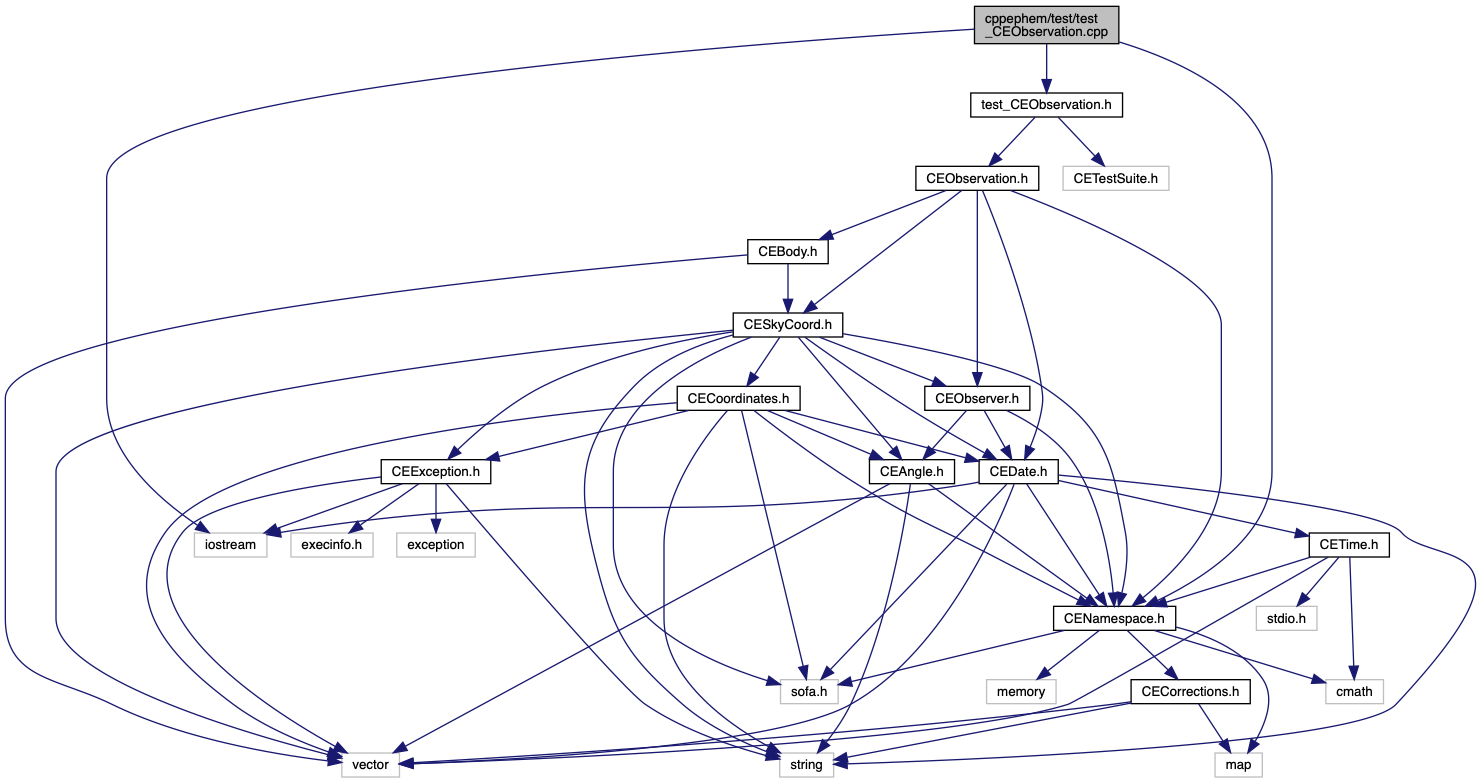 cppephem/test/test
_CEObservation.cpp
test_CEObservation.h
CEObservation.h
CETestSuite.h
CEBody.h
CESkyCoord.h
CECoordinates.h
CEObserver.h
CEException.h
CEAngle.h
CEDate.h
iostream
execinfo.h
exception
CETime.h
CENamespace.h
stdio.h
sofa.h
memory
CECorrections.h
cmath
vector
string
map